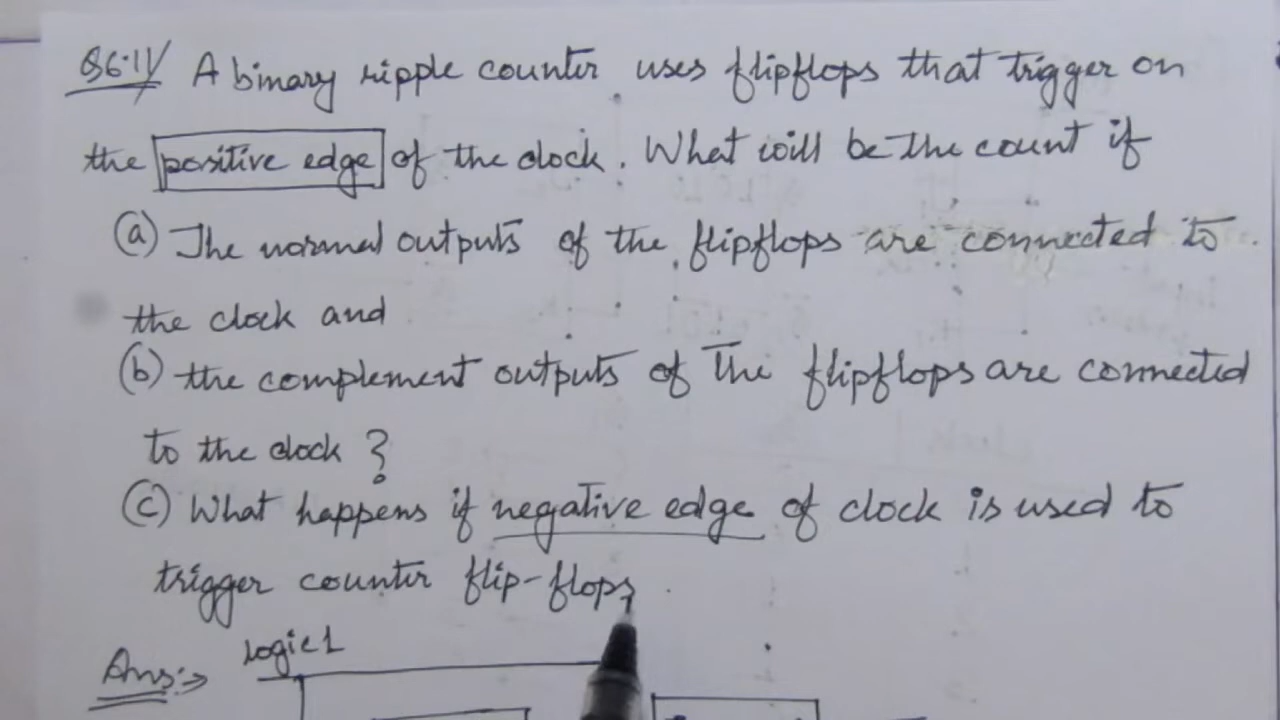 Q6.11/ A binary ripple counter uses flipflops that trigger on
the positive edge of the clock. What will be the count if
(a) The normal outputs of the flipflops are connected to
the clock and
(b) the complement outputs of The flipflops are connected
to the clock ?
(c) What happens if negative edge of clock is used to
trigger counter flip-flops
Logic 1
Ans:→